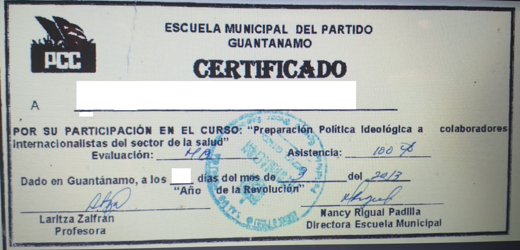 PCC
ESCUELA MUNICIPAL DEL PARTIDO
GUANTANAMO
CERTIFICADO
A
POR SU PARTICIPACIÓN EN EL CURSO: "Preparación Política Ideológica a colaboradores
internacionalistas del sector de la salud"
Evaluación: MB Asistencia: 100 %
Dado en Guantánamo, a los días del mes de 9 del 2013
"Año de la Revolución"
Laritza Zalfrán
Profesora
Nancy Rigual Padilla
Directora Escuela Municipal